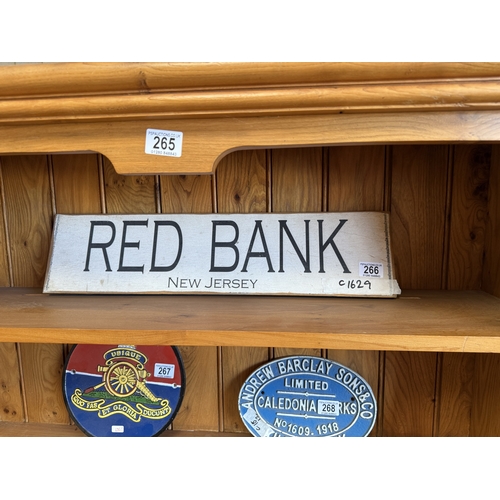 265
RED BANK
NEW JERSEY
266
C1629
UBIQUE
267
QUO FAS ET GLORIA DUCUNT
ANDREW BARCLAY SONS & CO
LIMITED
CALEDONIA RKS
268
No 1609-1918